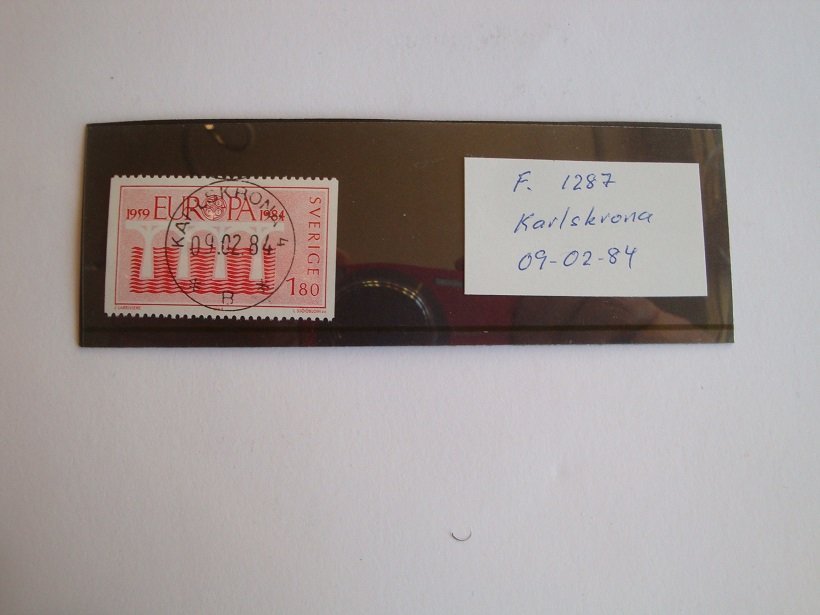 1959 EUROPA 1984
SVERIGE
1.80
KARLSKRONA 4
09.02.84
* B *
F. 1287
Karlskrona
09-02-84